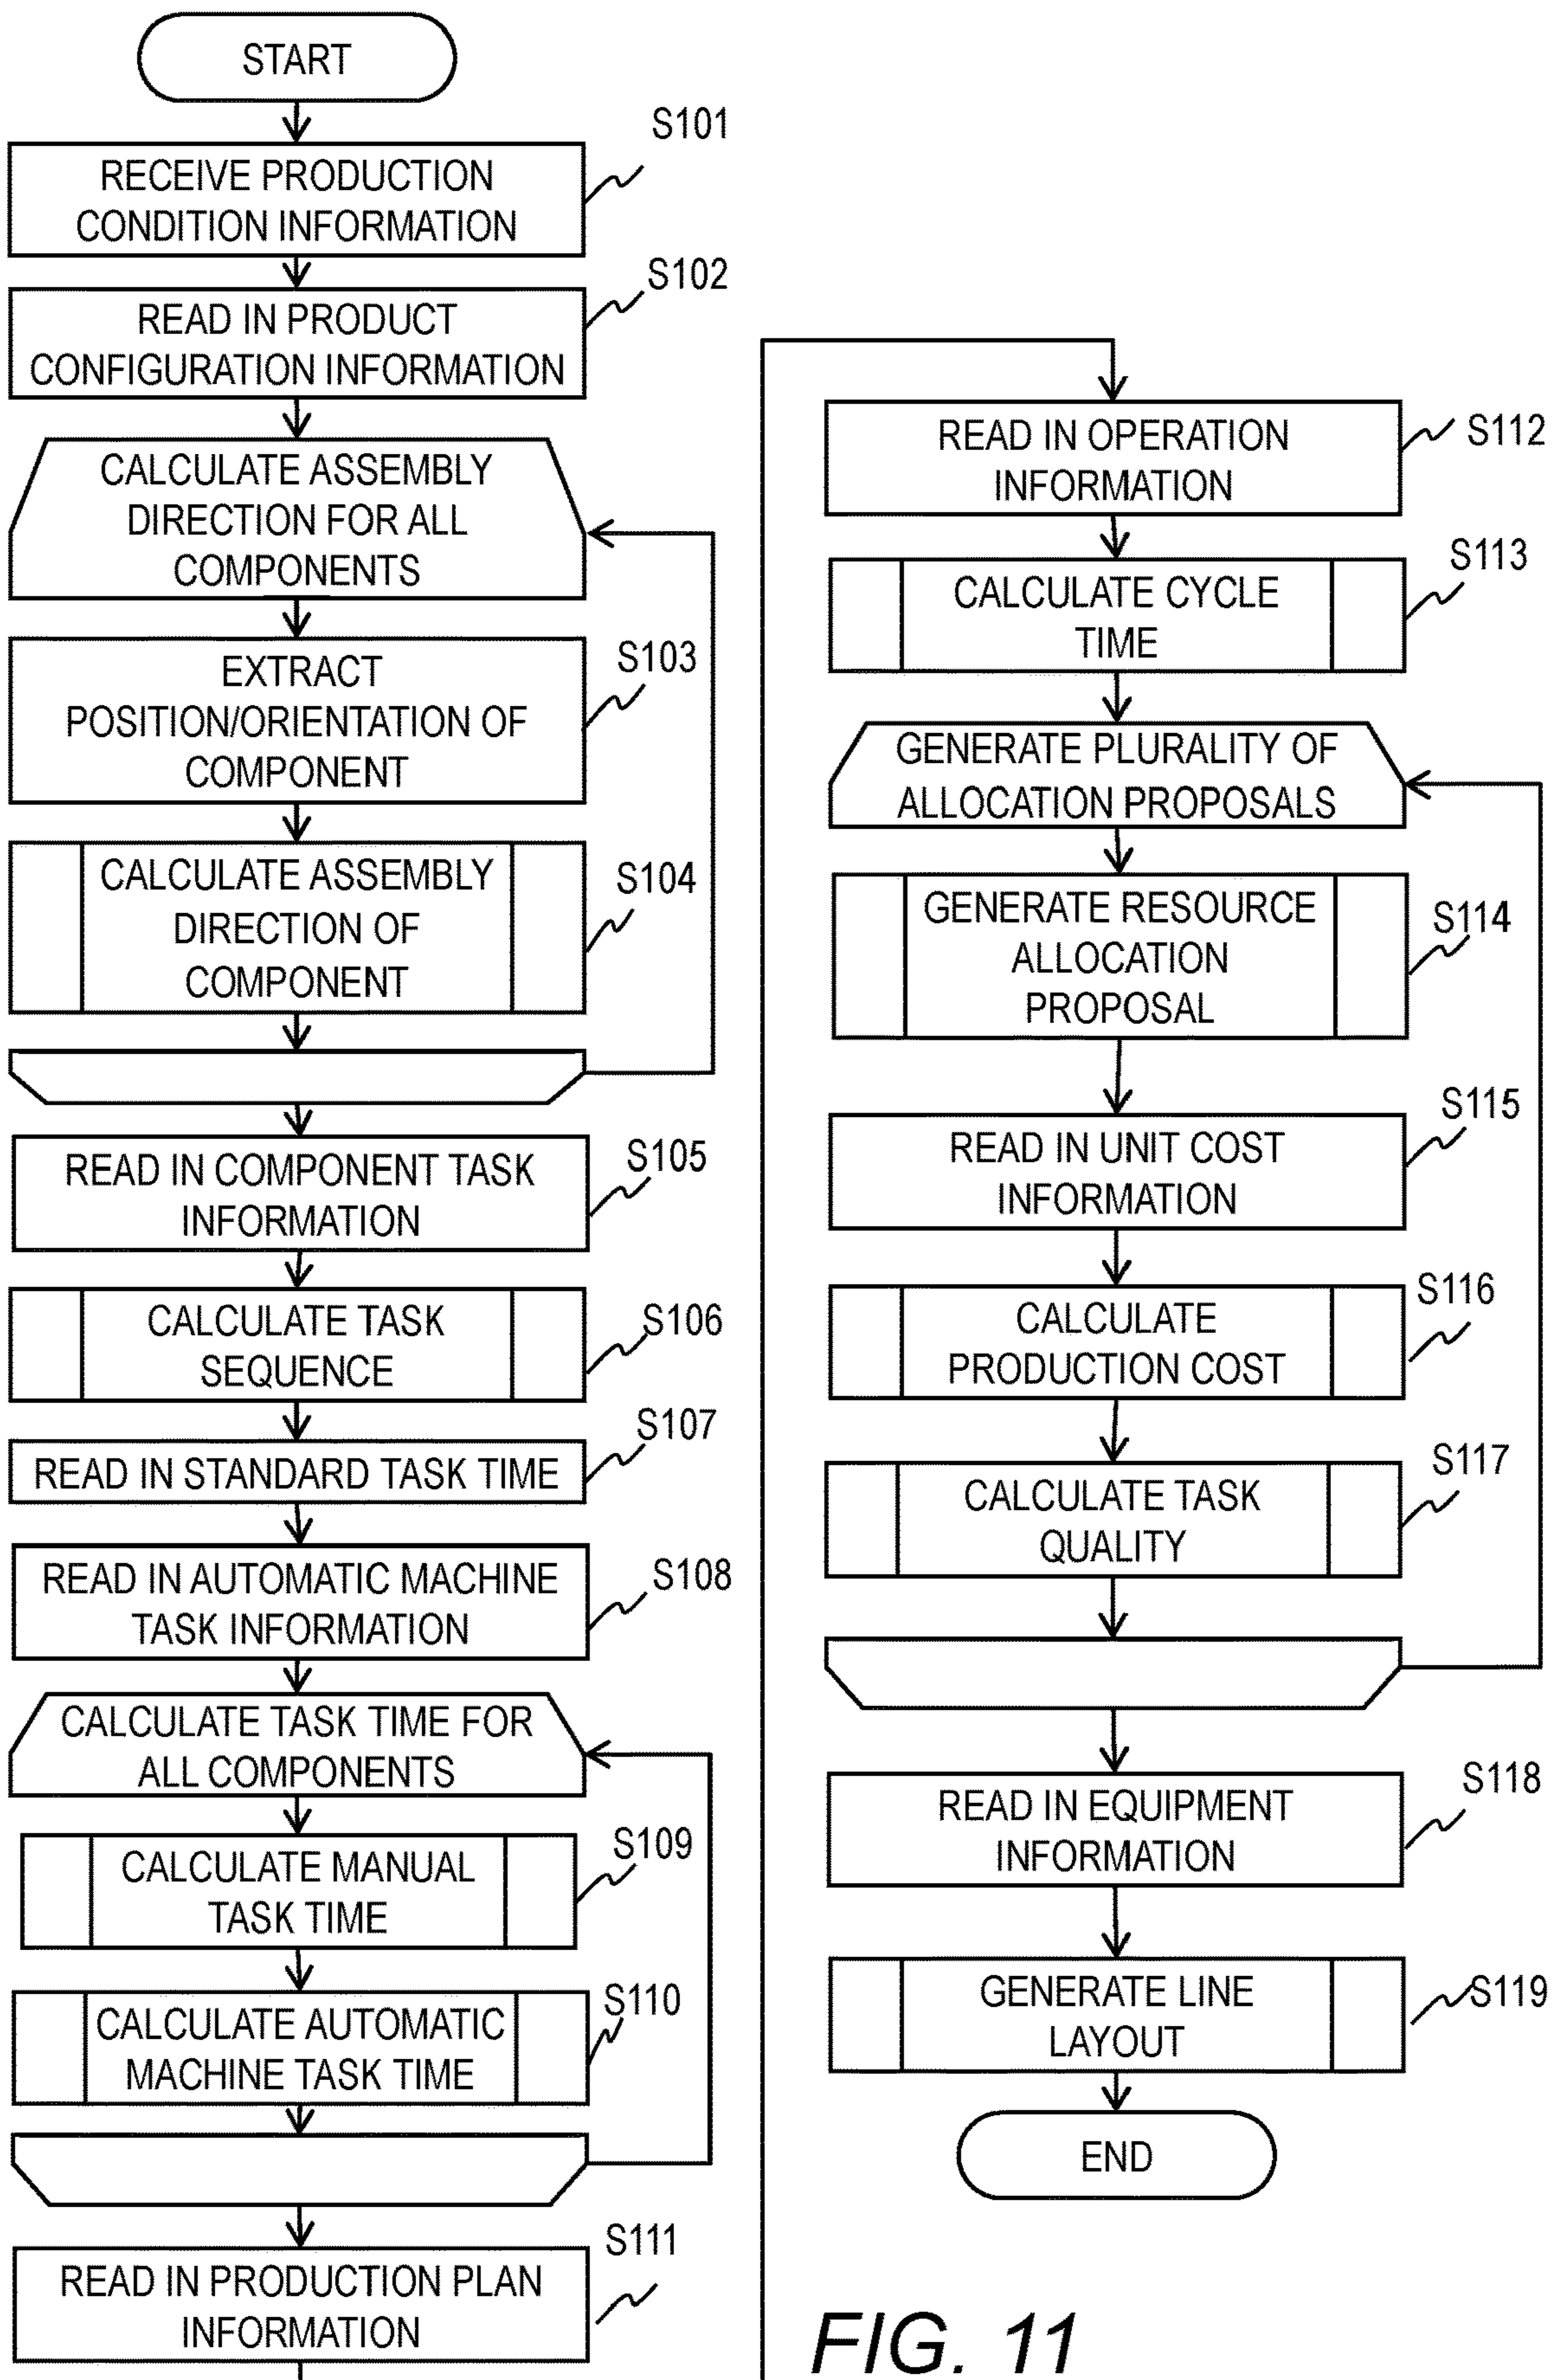 START
S101
RECEIVE PRODUCTION
CONDITION INFORMATION
S102
READ IN PRODUCT
CONFIGURATION INFORMATION
CALCULATE ASSEMBLY
DIRECTION FOR ALL
COMPONENTS
S103
EXTRACT
POSITION/ORIENTATION OF
COMPONENT
S104
CALCULATE ASSEMBLY
DIRECTION OF
COMPONENT
S105
READ IN COMPONENT TASK
INFORMATION
S106
CALCULATE TASK
SEQUENCE
S107
READ IN STANDARD TASK TIME
S108
READ IN AUTOMATIC MACHINE
TASK INFORMATION
CALCULATE TASK TIME FOR
ALL COMPONENTS
S109
CALCULATE MANUAL
TASK TIME
S110
CALCULATE AUTOMATIC
MACHINE TASK TIME
S111
READ IN PRODUCTION PLAN
INFORMATION
S112
READ IN OPERATION
INFORMATION
S113
CALCULATE CYCLE
TIME
GENERATE PLURALITY OF
ALLOCATION PROPOSALS
S114
GENERATE RESOURCE
ALLOCATION
PROPOSAL
S115
READ IN UNIT COST
INFORMATION
S116
CALCULATE
PRODUCTION COST
S117
CALCULATE TASK
QUALITY
S118
READ IN EQUIPMENT
INFORMATION
S119
GENERATE LINE
LAYOUT
END
FIG. 11